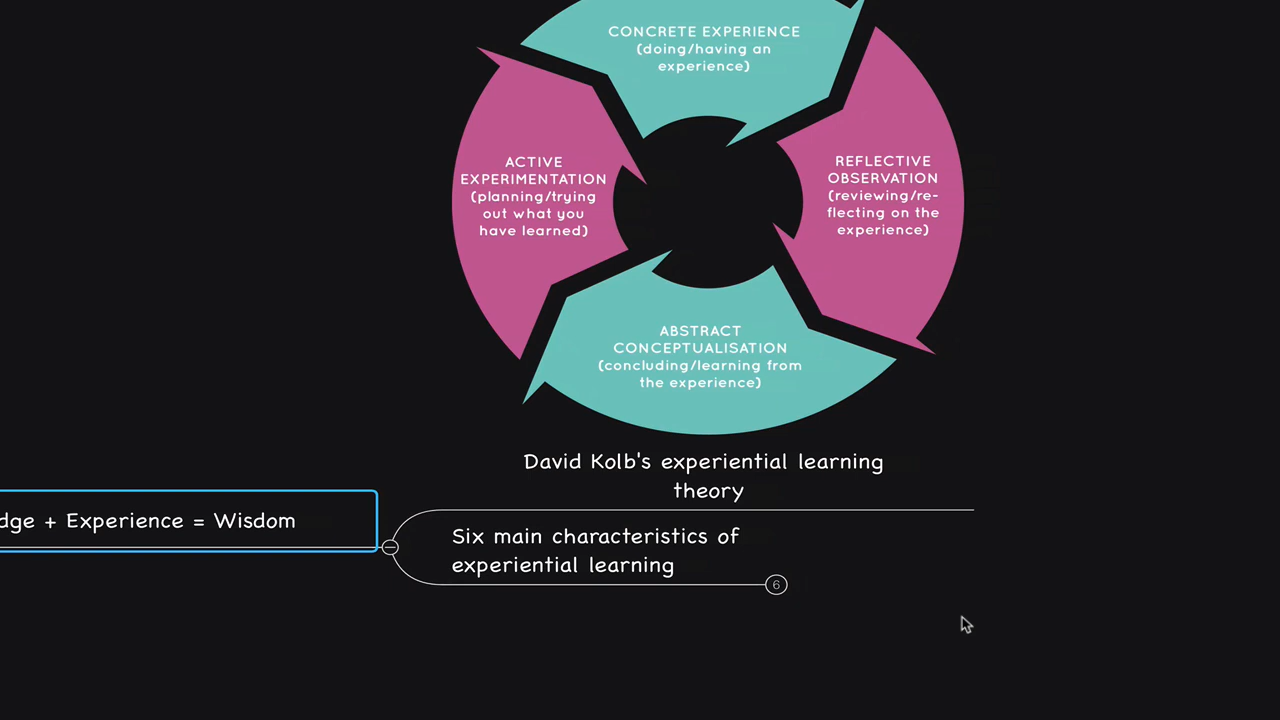 CONCRETE EXPERIENCE
(doing/having an
experience)
ACTIVE
EXPERIMENTATION
(planning/trying
out what you
have learned)
REFLECTIVE
OBSERVATION
(reviewing/re-
flecting on the
experience)
ABSTRACT
CONCEPTUALISATION
(concluding/learning from
the experience)
David Kolb's experiential learning
theory
+ Experience = Wisdom
Six main characteristics of
experiential learning
6